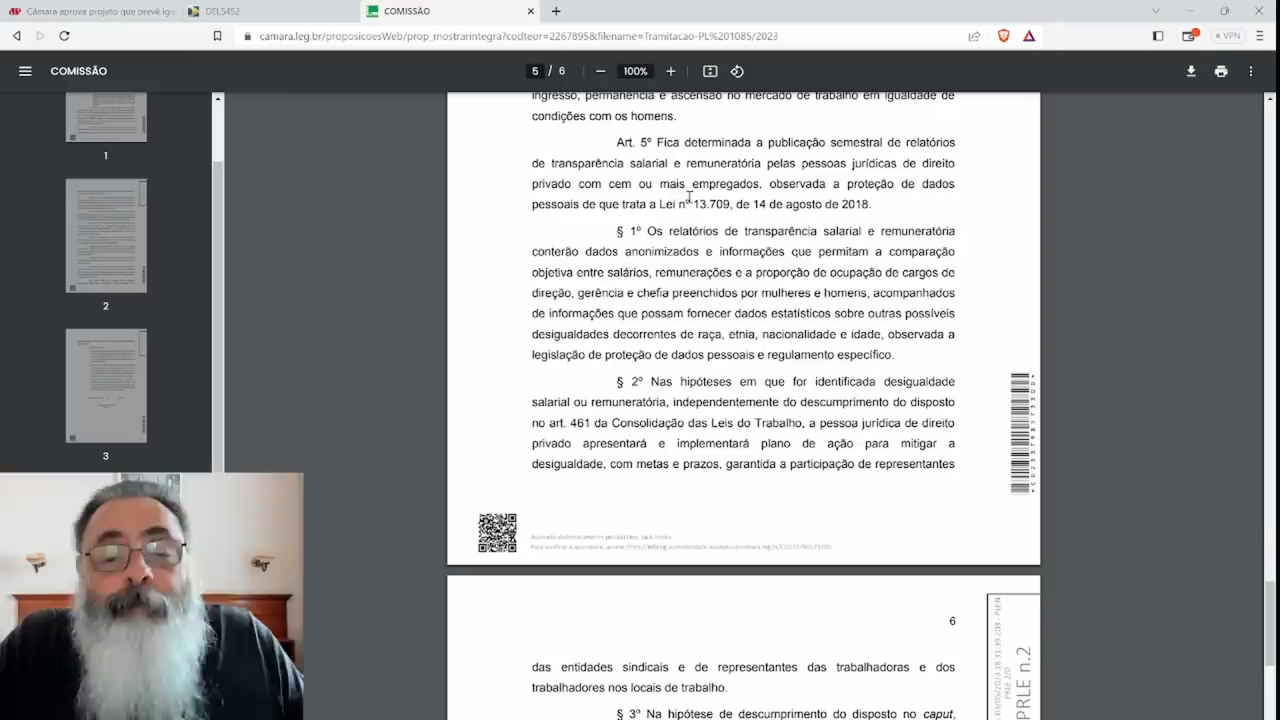 Câmara aprova projeto que prevê igu
DEL5452
COMISSÃO
camara.leg.br/proposicoesWeb/prop_mostrarintegra?codteor=2267895&filename=Tramitacao-PL%201085/2023
VPN
COMISSÃO
5 / 6
100%
1
2
3
ingresso, permanência e ascensão no mercado de trabalho em igualdade de
condições com os homens.
Art. 5º Fica determinada a publicação semestral de relatórios
de transparência salarial e remuneratória pelas pessoas jurídicas de direito
privado com cem ou mais empregados, observada a proteção de dados
pessoais de que trata a Lei nº 13.709, de 14 de agosto de 2018.
§ 1º Os relatórios de transparência salarial e remuneratória
conterão dados anonimizados e informações que permitam a comparação
objetiva entre salários, remunerações e a proporção de ocupação de cargos de
direção, gerência e chefia preenchidos por mulheres e homens, acompanhados
de informações que possam fornecer dados estatísticos sobre outras possíveis
desigualdades decorrentes de raça, etnia, nacionalidade e idade, observada a
legislação de proteção de dados pessoais e regulamento específico.
§ 2º Nas hipóteses em que for identificada desigualdade
salarial ou remuneratória, independentemente do descumprimento do disposto
no art. 461 da Consolidação das Leis do Trabalho, a pessoa jurídica de direito
privado apresentará e implementará plano de ação para mitigar a
desigualdade, com metas e prazos, garantida a participação de representantes
Assinado eletronicamente pelo(a) Dep. Jack Rocha
Para verificar a assinatura, acesse
6
das entidades sindicais e de representantes das trabalhadoras e dos
trabalhadores nos locais de trabalho.
§ 3º Na hipótese de descumprimento do disposto no caput,
PRLE n.2